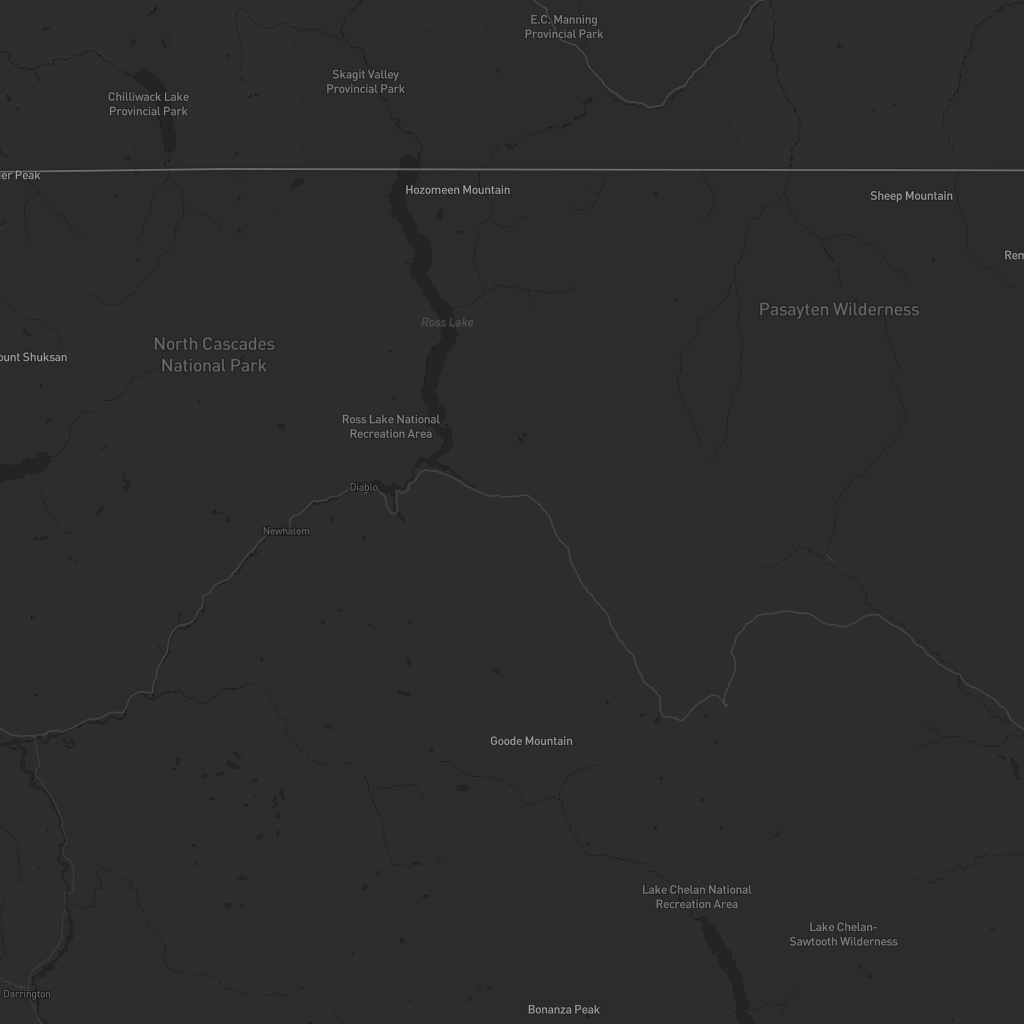 E.C. Manning
Provincial Park
Skagit Valley
Provincial Park
Chilliwack Lake
Provincial Park
Peak
Hozomeen Mountain
Sheep Mountain
Pasayten Wilderness
Ross Lake
North Cascades
National Park
Shuksan
Ross Lake National
Recreation Area
Diablo
Newhalem
Goode Mountain
Lake Chelan National
Recreation Area
Lake Chelan-
Sawtooth Wilderness
Darrington
Bonanza Peak